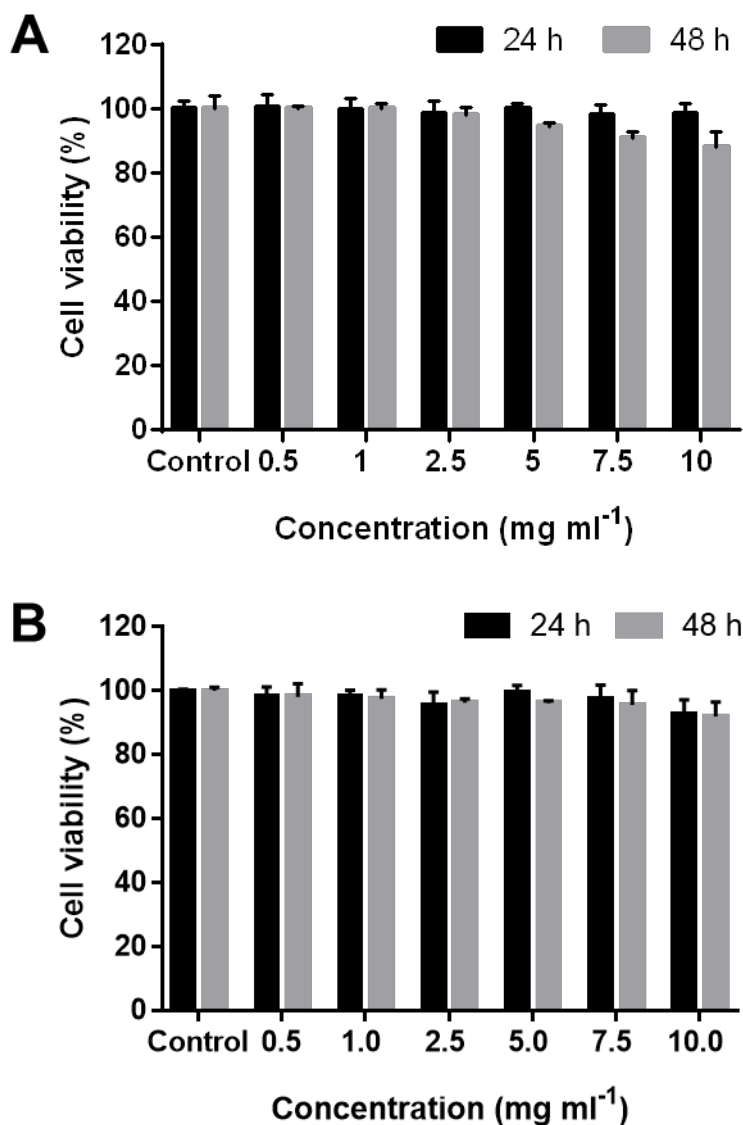 A
24 h 48 h
Cell viability (%)
120
100
80
60
40
20
0
Control 0.5 1 2.5 5 7.5 10
Concentration (mg ml⁻¹)
B
24 h 48 h
Cell viability (%)
120
100
80
60
40
20
0
Control 0.5 1.0 2.5 5.0 7.5 10.0
Concentration (mg ml⁻¹)